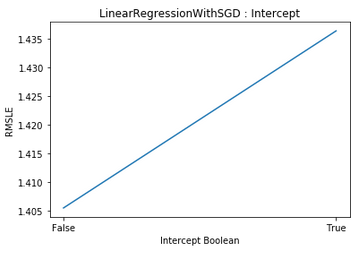 LinearRegressionWithSGD : Intercept
1.435
1.430
1.425
1.420
1.415
1.410
1.405
RMSLE
False
True
Intercept Boolean